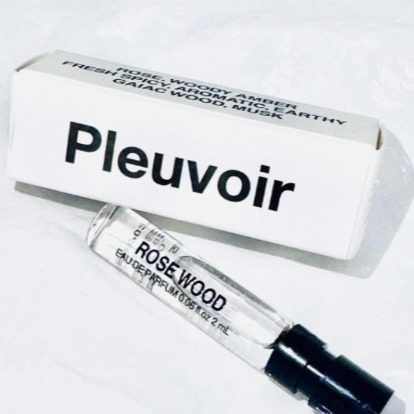 ROSE, WOODY AMBER
FRESH SPICY, AROMATIC, EARTHY
GAIAC WOOD, MUSK
Pleuvoir
ROSE WOOD
EAU DE PARFUM 0.06 fl.oz 2 mL